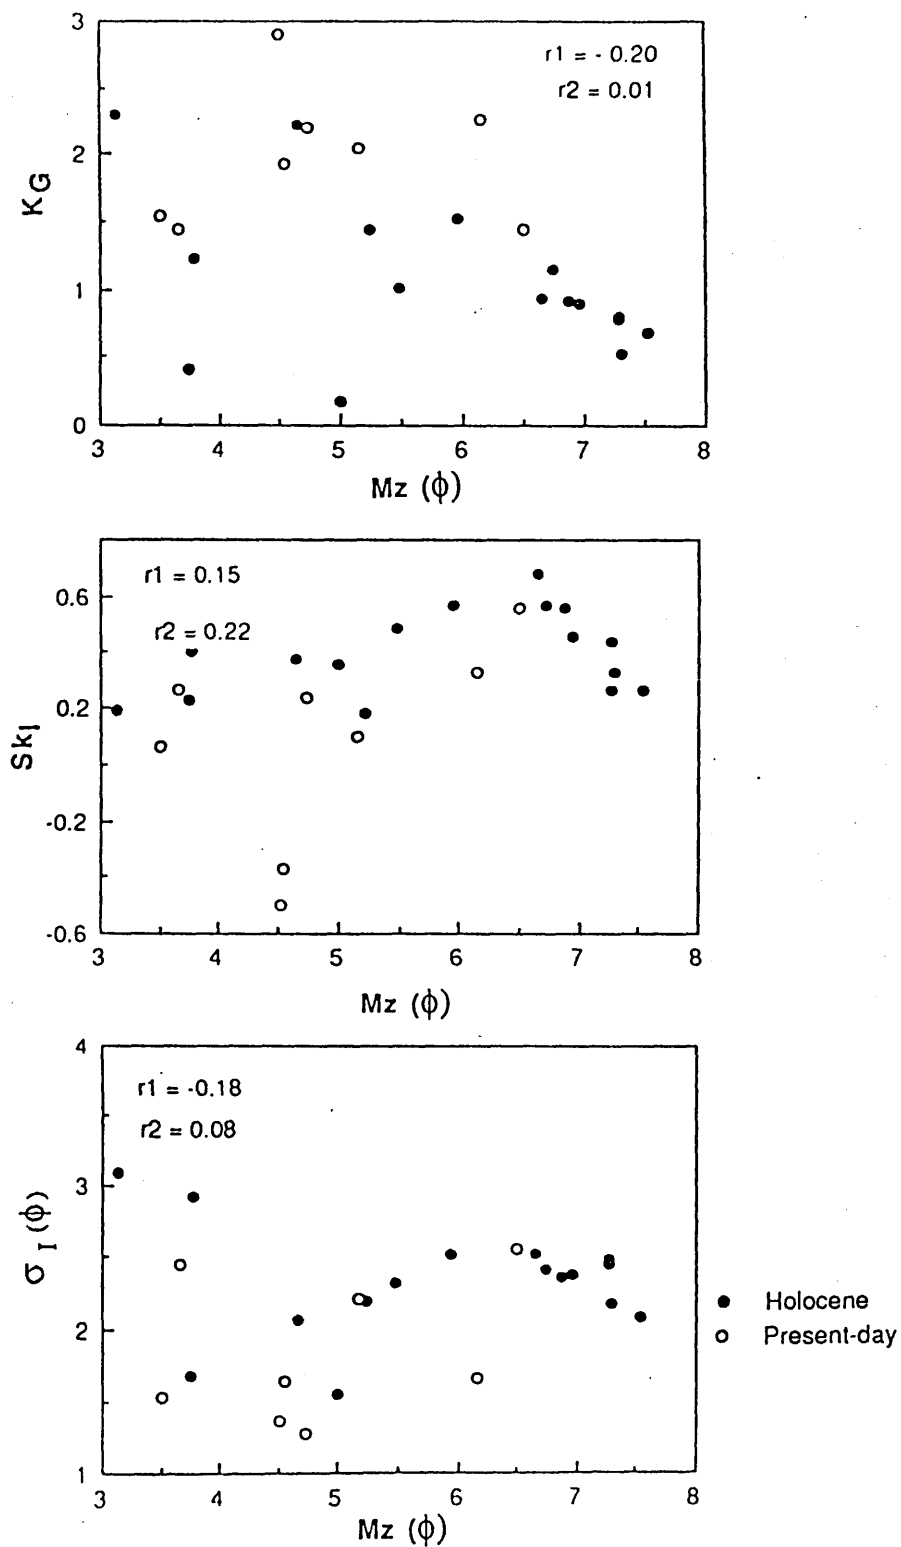 3
r1 = - 0.20
r2 = 0.01
2
KG
1
0
3 4 5 6 7 8
Mz (ϕ)
r1 = 0.15
0.6
r2 = 0.22
0.2
SkI
-0.2
-0.6
3 4 5 6 7 8
Mz (ϕ)
4
r1 = -0.18
r2 = 0.08
3
σI (ϕ)
Holocene
2
Present-day
1
3 4 5 6 7 8
Mz (ϕ)